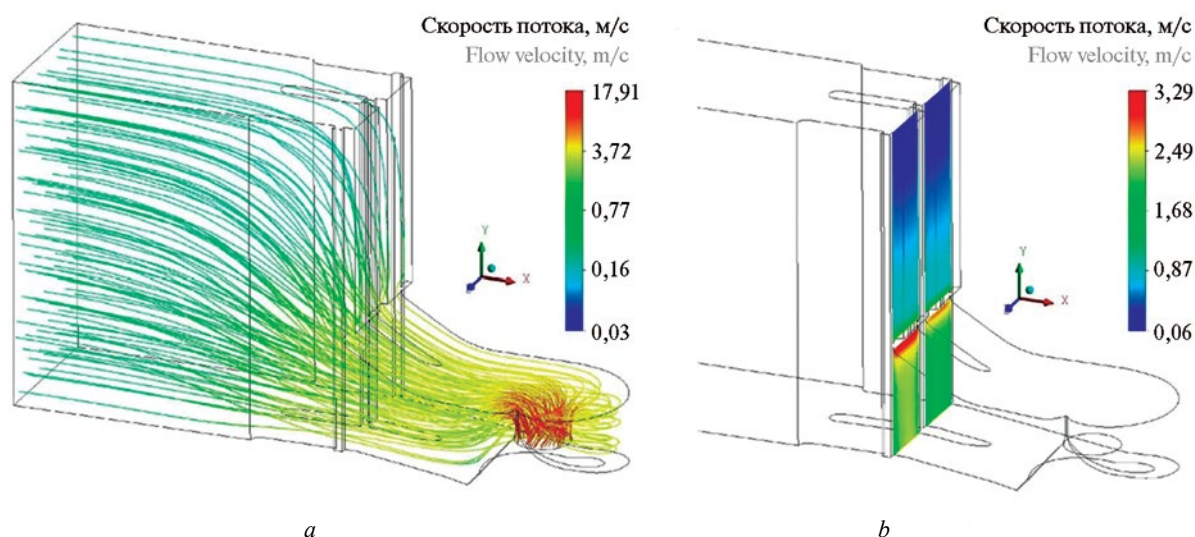 Скорость потока, м/с
Flow velocity, m/c
17,91
3,72
0,77
0,16
0,03
Y
X
a
Скорость потока, м/с
Flow velocity, m/c
3,29
2,49
1,68
0,87
0,06
Y
X
b